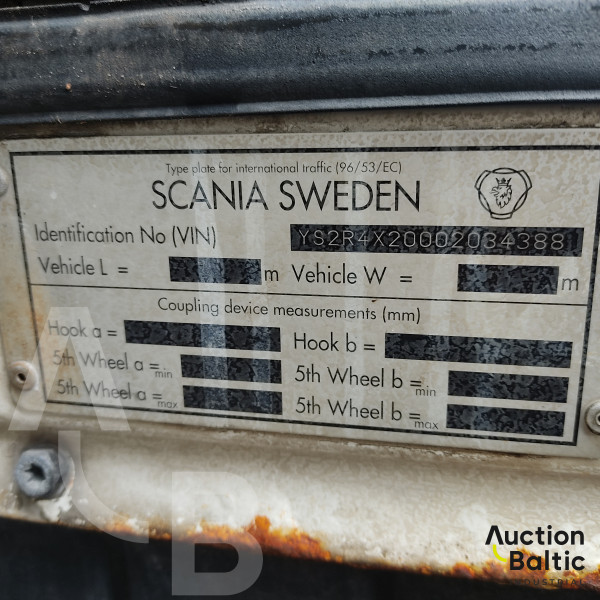 Type plate for international traffic (96/53/EC)
SCANIA SWEDEN
Identification No (VIN) YS2R4X20002034388
Vehicle L = m Vehicle W = m
Coupling device measurements (mm)
Hook a = Hook b =
5th Wheel a =min 5th Wheel b =min
5th Wheel a =max 5th Wheel b =max
ALB
Auction
Baltic
INDUSTRIAL